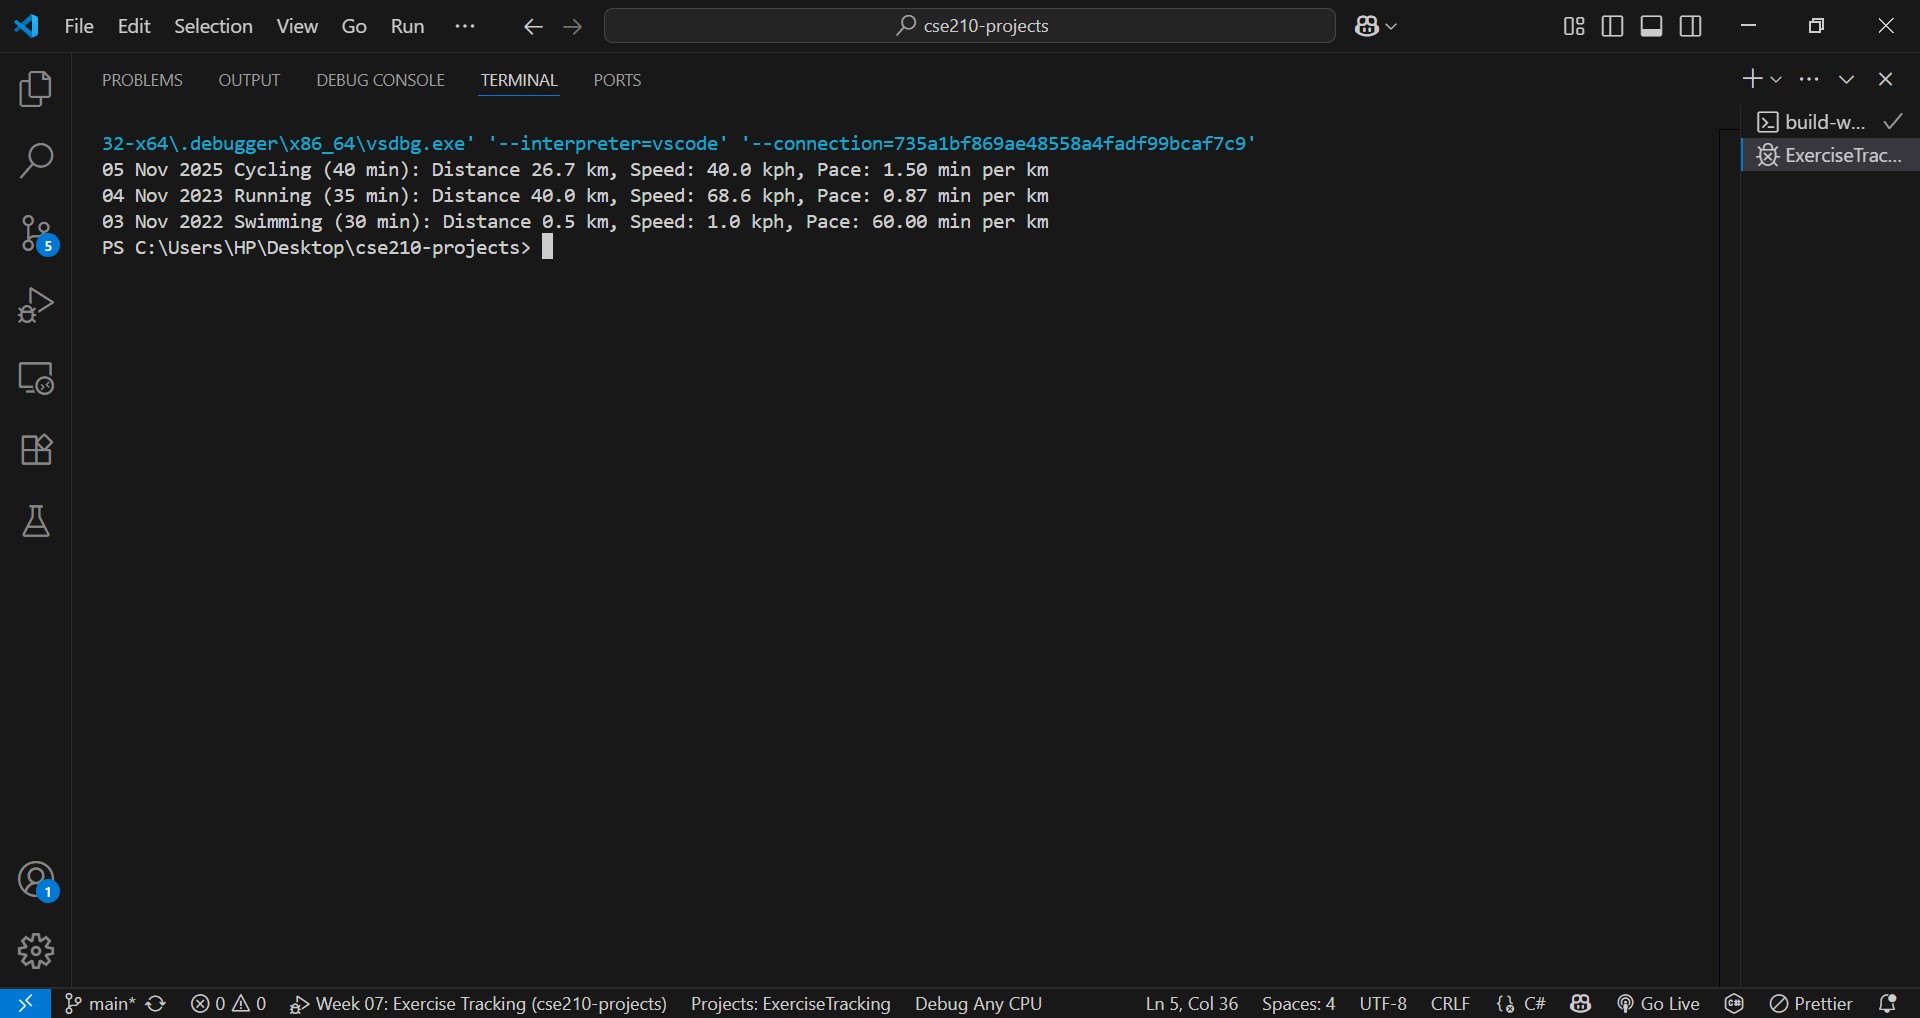 File Edit Selection View Go Run ··· cse210-projects
PROBLEMS OUTPUT DEBUG CONSOLE TERMINAL PORTS
build-w...
ExerciseTrac...
32-x64\.debugger\x86_64\vsdbg.exe' '--interpreter=vscode' '--connection=735a1bf869ae48558a4fadf99bcaf7c9'
05 Nov 2025 Cycling (40 min): Distance 26.7 km, Speed: 40.0 kph, Pace: 1.50 min per km
04 Nov 2023 Running (35 min): Distance 40.0 km, Speed: 68.6 kph, Pace: 0.87 min per km
03 Nov 2022 Swimming (30 min): Distance 0.5 km, Speed: 1.0 kph, Pace: 60.00 min per km
PS C:\Users\HP\Desktop\cse210-projects>
5
1
main* 0 0 Week 07: Exercise Tracking (cse210-projects) Projects: ExerciseTracking Debug Any CPU Ln 5, Col 36 Spaces: 4 UTF-8 CRLF {} C# Go Live C# Prettier